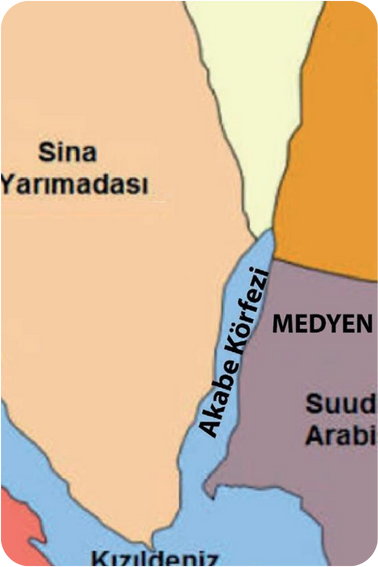 Sina
Yarımadası
Akabe Körfezi
MEDYEN
Suud
Arabi
Kızıldeniz